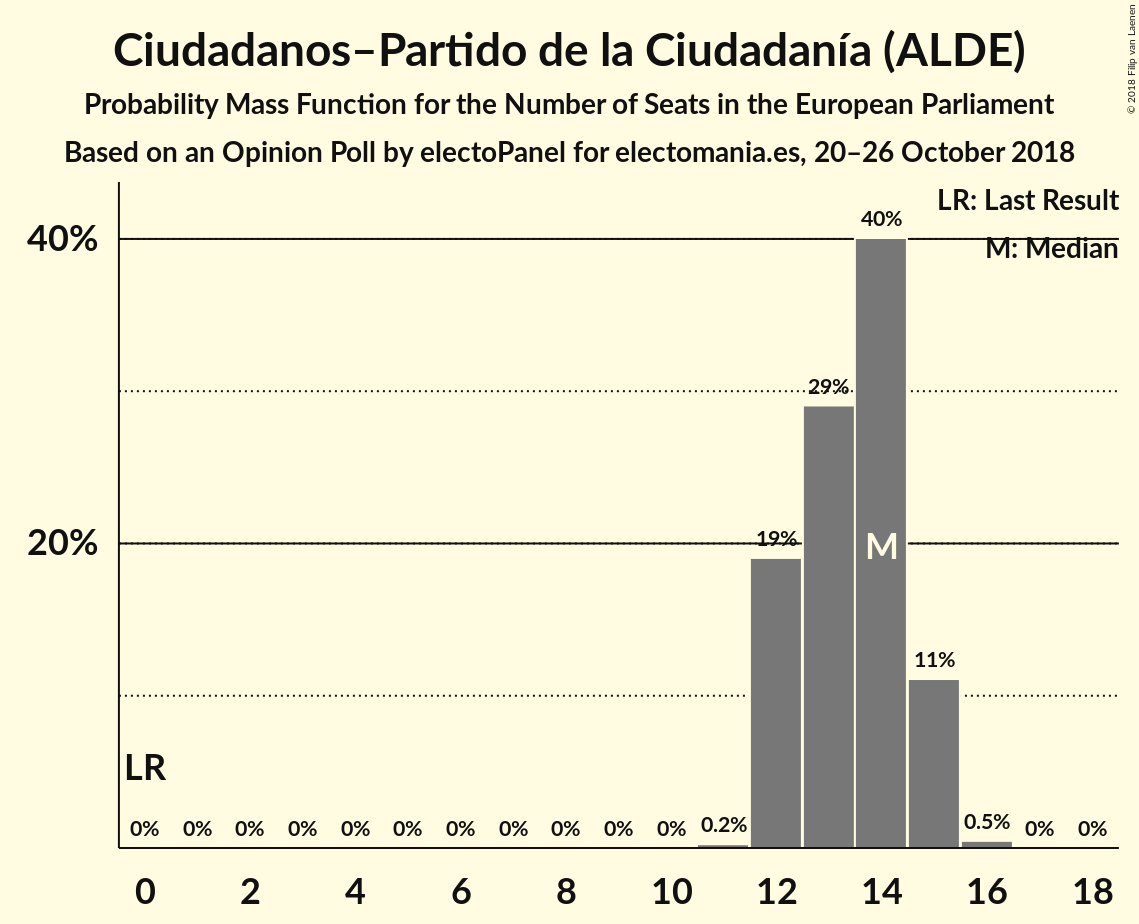 Ciudadanos–Partido de la Ciudadanía (ALDE)
Probability Mass Function for the Number of Seats in the European Parliament
Based on an Opinion Poll by electoPanel for electomania.es, 20–26 October 2018
© 2018 Filip van Laenen
LR: Last Result
M: Median
40%
20%
40%
29%
19%
M
11%
LR
0% 0% 0% 0% 0% 0% 0% 0% 0% 0% 0% 0.2% 0.5% 0% 0%
0 2 4 6 8 10 12 14 16 18